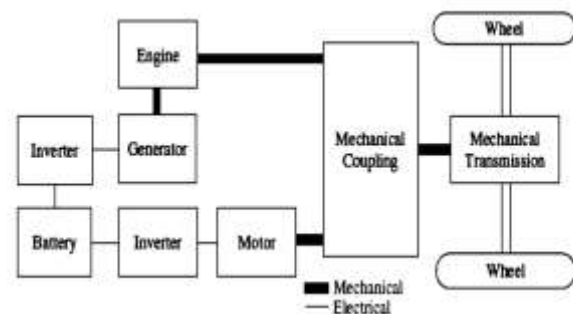 Wheel
Engine
Inverter
Generator
Mechanical
Coupling
Mechanical
Transmission
Battery
Inverter
Motor
Wheel
Mechanical
Electrical